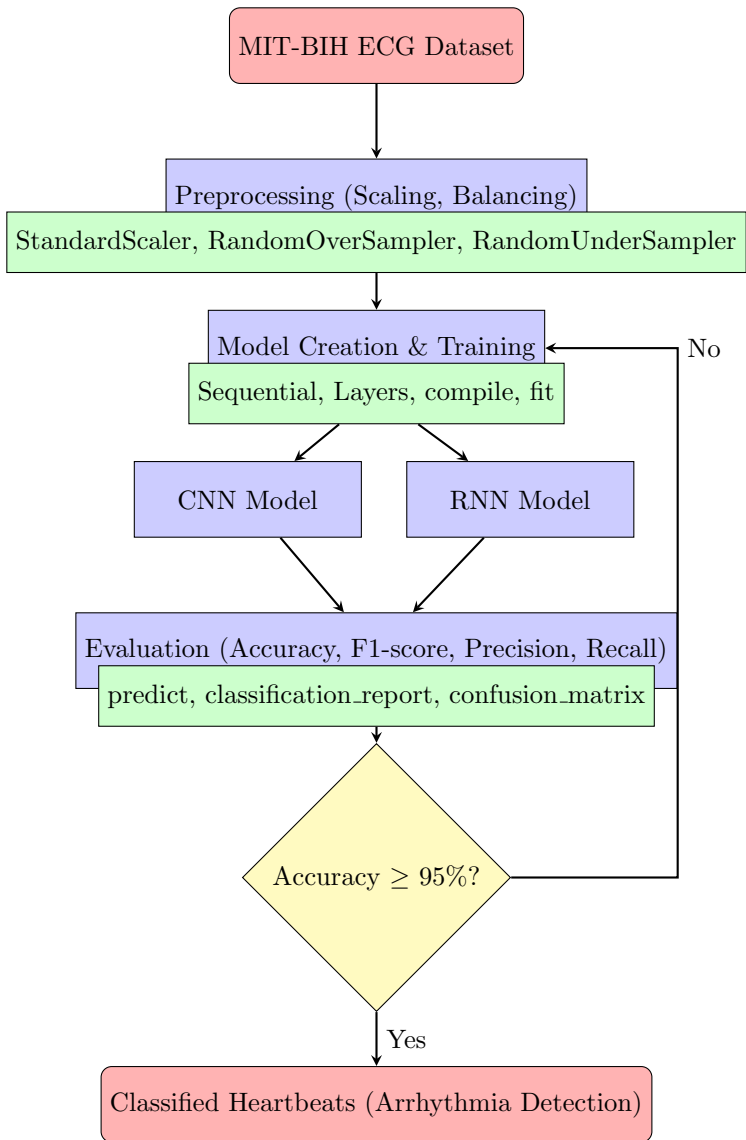 MIT-BIH ECG Dataset
Preprocessing (Scaling, Balancing)
StandardScaler, RandomOverSampler, RandomUnderSampler
Model Creation & Training
No
Sequential, Layers, compile, fit
CNN Model
RNN Model
Evaluation (Accuracy, F1-score, Precision, Recall)
predict, classification_report, confusion_matrix
Accuracy ≥ 95%?
Yes
Classified Heartbeats (Arrhythmia Detection)